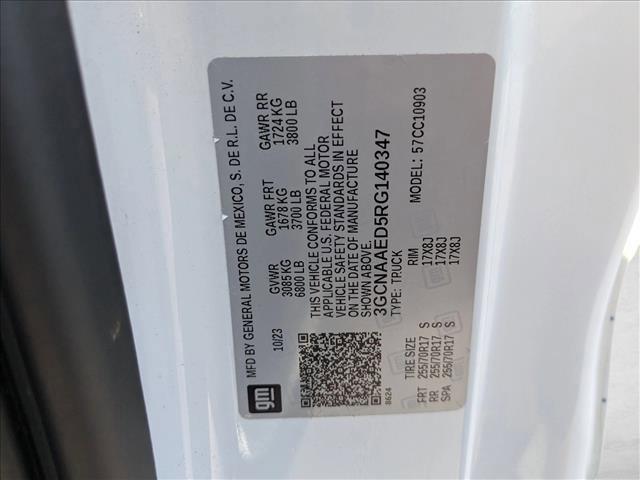 gm
MFD BY GENERAL MOTORS DE MEXICO, S. DE R.L. DE C.V.
10/23
GVWR GAWR FRT GAWR RR
3085 KG 1678 KG 1724 KG
6800 LB 3700 LB 3800 LB
THIS VEHICLE CONFORMS TO ALL
APPLICABLE U.S. FEDERAL MOTOR
VEHICLE SAFETY STANDARDS IN EFFECT
ON THE DATE OF MANUFACTURE
SHOWN ABOVE.
3GCNAAED5RG140347
TYPE: TRUCK MODEL: 57CC10903
8624
TIRE SIZE RIM
FRT 255/70R17 S 17X8J
RR 255/70R17 S 17X8J
SPA 255/70R17 S 17X8J